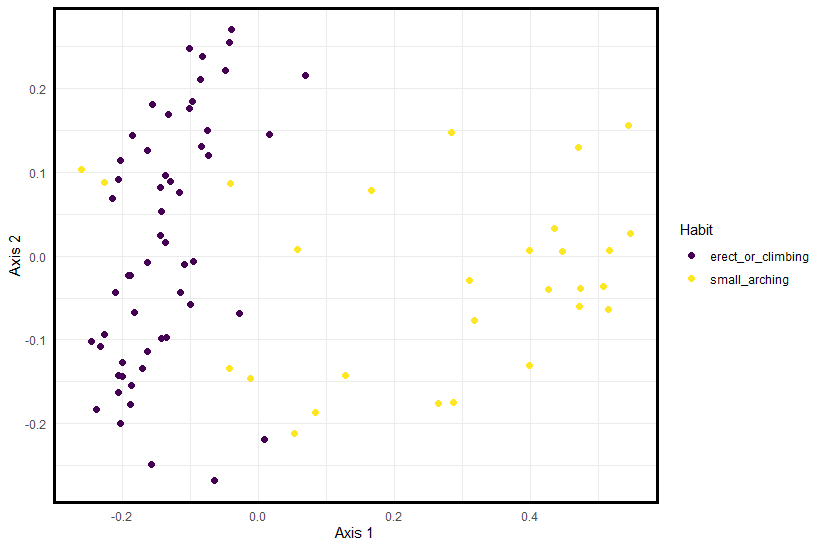 Axis 2
0.2
0.1
0.0
-0.1
-0.2
-0.2
0.0
0.2
0.4
Axis 1
Habit
erect_or_climbing
small_arching